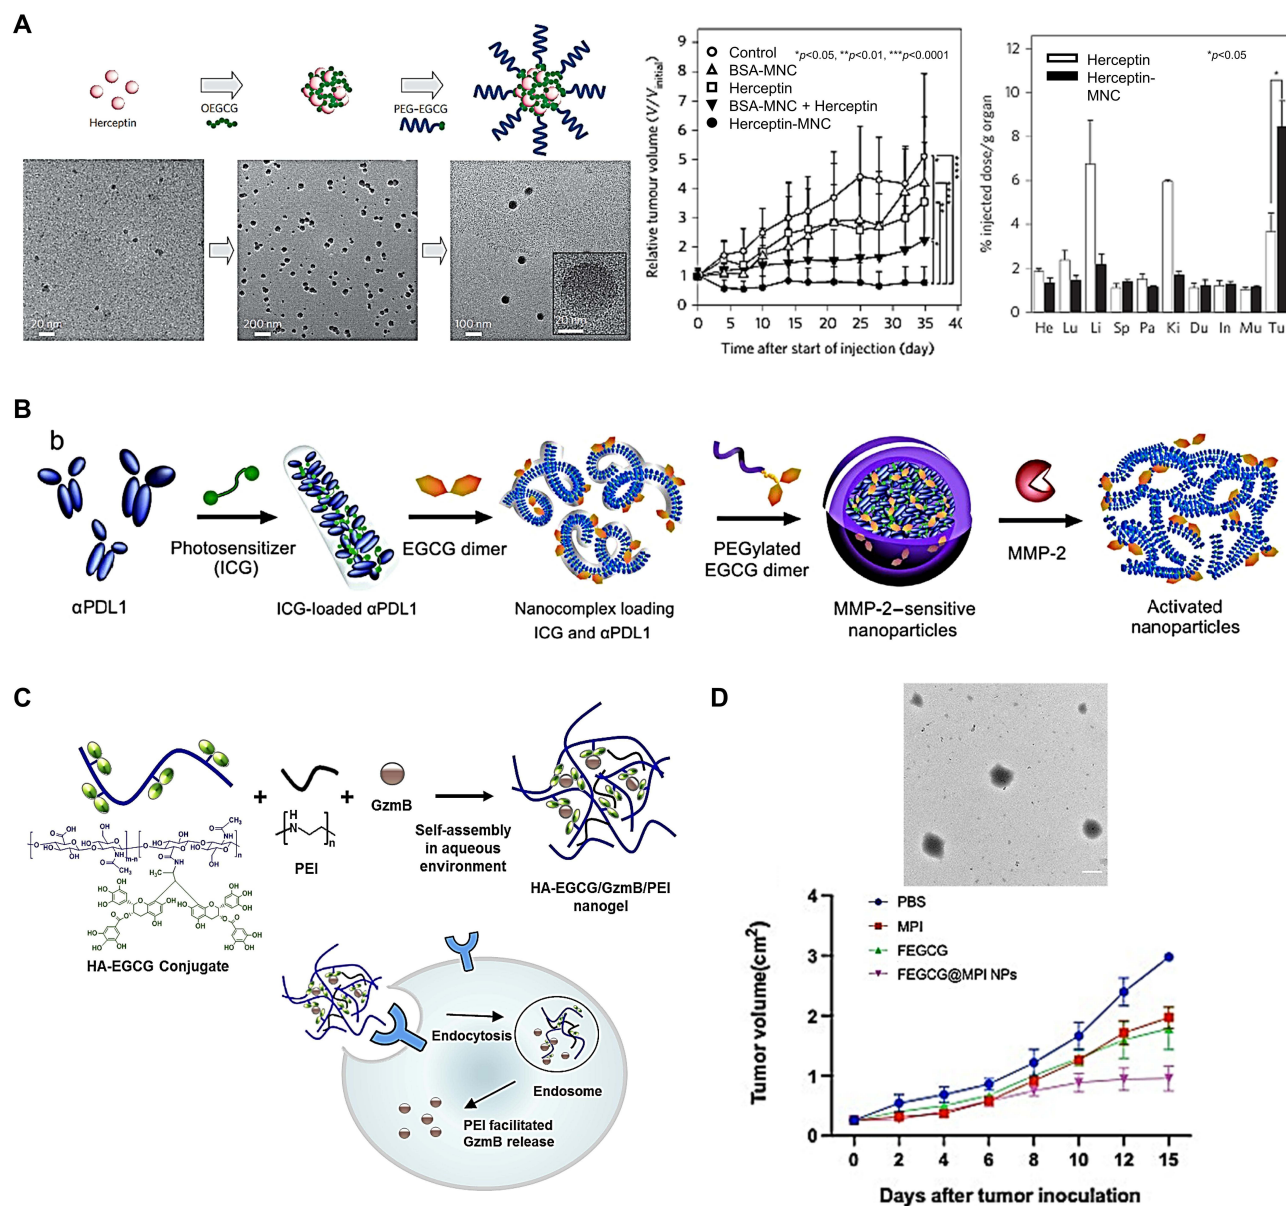 A
Herceptin
OEGCG
PEG-EGCG
20 nm
200 nm
100 nm
20 nm
Relative tumour volume (V/Vinitial)
9
8
7
6
5
4
3
2
1
0
Control
BSA-MNC
Herceptin
BSA-MNC + Herceptin
Herceptin-MNC
*p<0.05, **p<0.01, ***p<0.0001
0 5 10 15 20 25 30 35 40
Time after start of injection (day)
% injected dose/g organ
12
10
8
6
4
2
0
Herceptin
Herceptin-
MNC
*p<0.05
*
He Lu Li Sp Pa Ki Du In Mu Tu
B
b
αPDL1
Photosensitizer
(ICG)
ICG-loaded αPDL1
EGCG dimer
Nanocomplex loading
ICG and αPDL1
PEGylated
EGCG dimer
MMP-2–sensitive
nanoparticles
MMP-2
Activated
nanoparticles
C
+
+
PEI
GzmB
Self-assembly
in aqueous
environment
HA-EGCG/GzmB/PEI
nanogel
HA-EGCG Conjugate
Endocytosis
Endosome
PEI facilitated
GzmB release
D
Tumor volume(cm²)
4
3
2
1
0
PBS
MPI
FEGCG
FEGCG@MPI NPs
0 2 4 6 8 10 12 15
Days after tumor inoculation